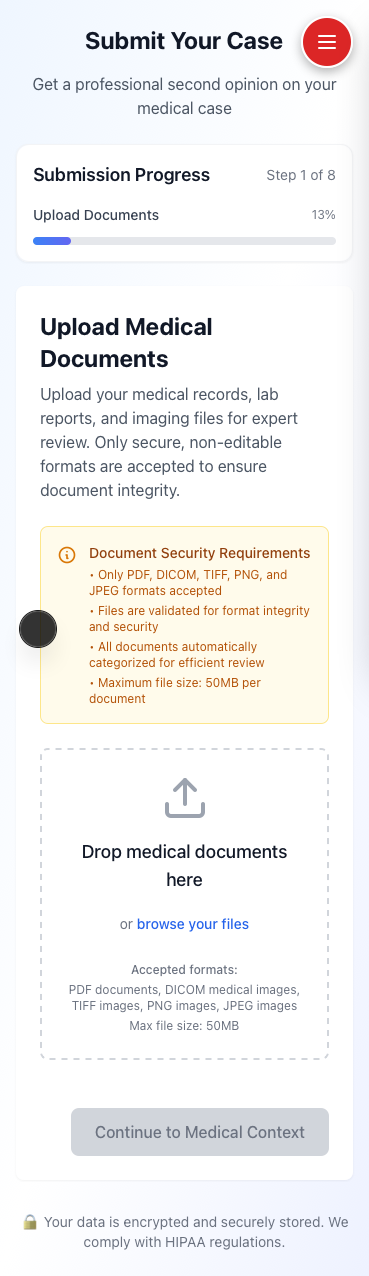 Submit Your Case
Get a professional second opinion on your
medical case
Submission Progress
Step 1 of 8
Upload Documents
13%
Upload Medical
Documents
Upload your medical records, lab
reports, and imaging files for expert
review. Only secure, non-editable
formats are accepted to ensure
document integrity.
Document Security Requirements
• Only PDF, DICOM, TIFF, PNG, and
JPEG formats accepted
• Files are validated for format integrity
and security
• All documents automatically
categorized for efficient review
• Maximum file size: 50MB per
document
Drop medical documents
here
or browse your files
Accepted formats:
PDF documents, DICOM medical images,
TIFF images, PNG images, JPEG images
Max file size: 50MB
Continue to Medical Context
🔒 Your data is encrypted and securely stored. We
comply with HIPAA regulations.